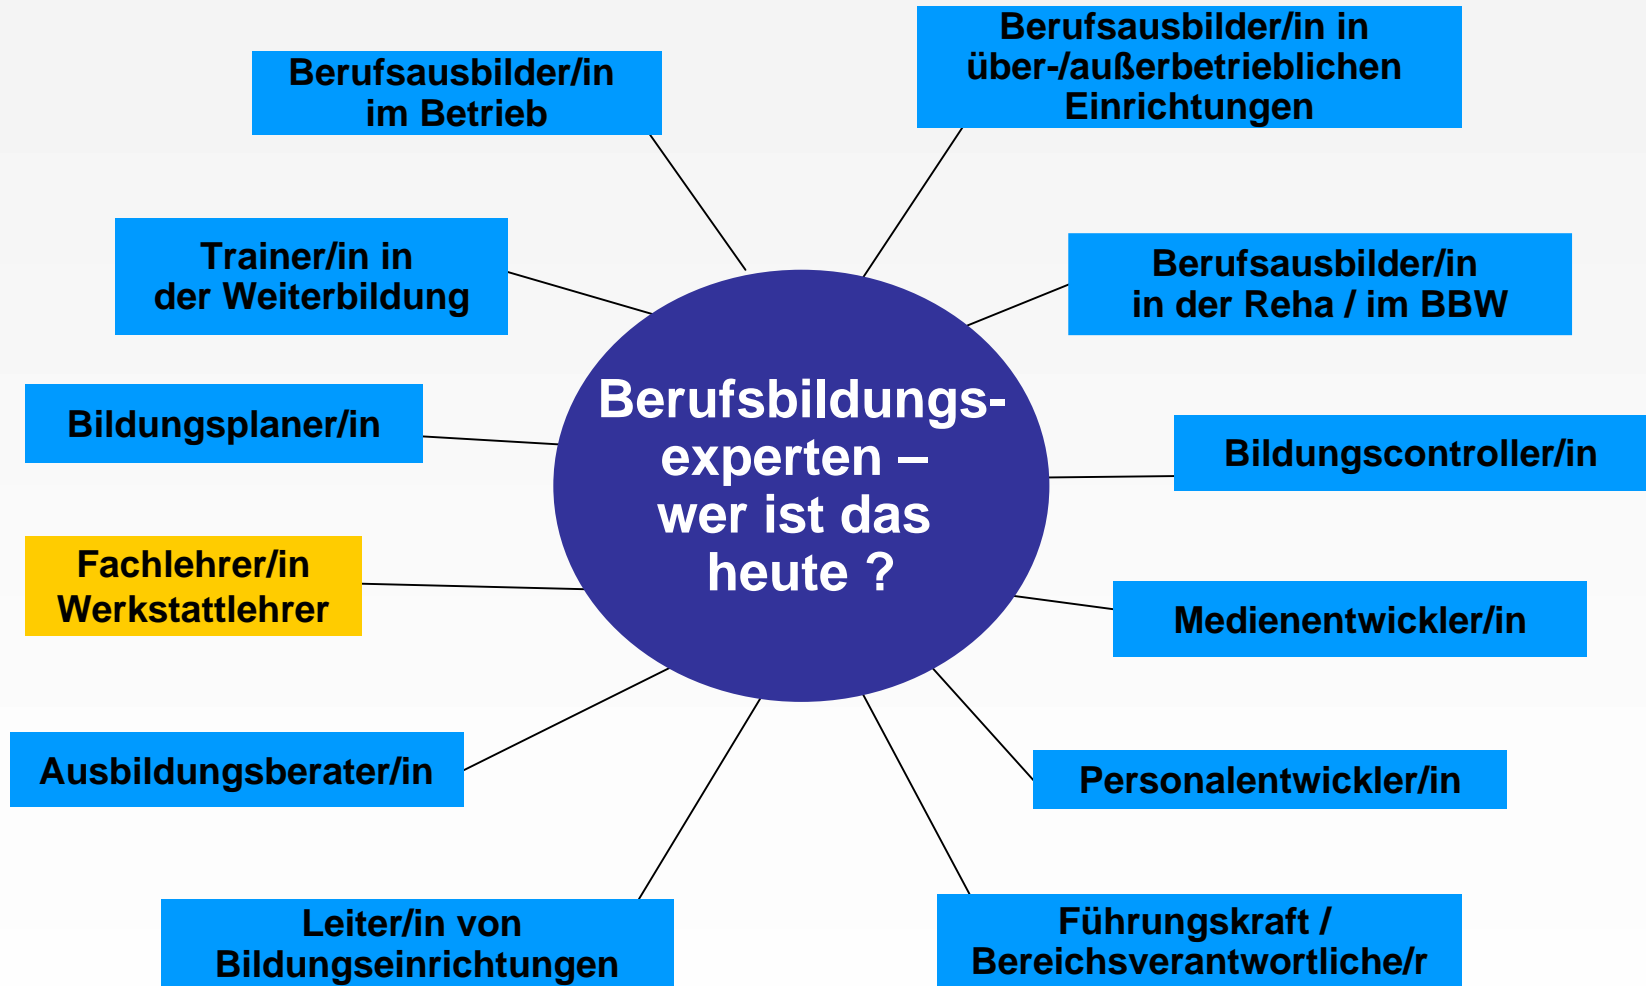 Berufsausbilder/in
im Betrieb
Berufsausbilder/in in
über-/außerbetrieblichen
Einrichtungen
Trainer/in in
der Weiterbildung
Berufsausbilder/in
in der Reha / im BBW
Berufsbildungs-
experten –
wer ist das
heute ?
Bildungsplaner/in
Bildungscontroller/in
Fachlehrer/in
Werkstattlehrer
Medienentwickler/in
Ausbildungsberater/in
Personalentwickler/in
Leiter/in von
Bildungseinrichtungen
Führungskraft /
Bereichsverantwortliche/r